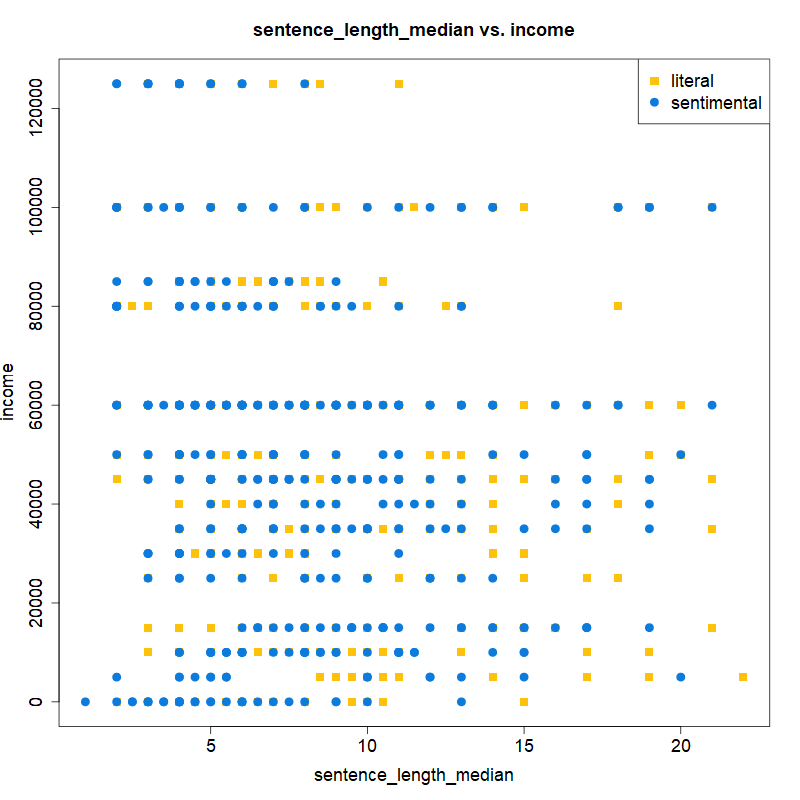 sentence_length_median vs. income
literal
sentimental
income
120000
100000
80000
60000
40000
20000
0
5 10 15 20
sentence_length_median